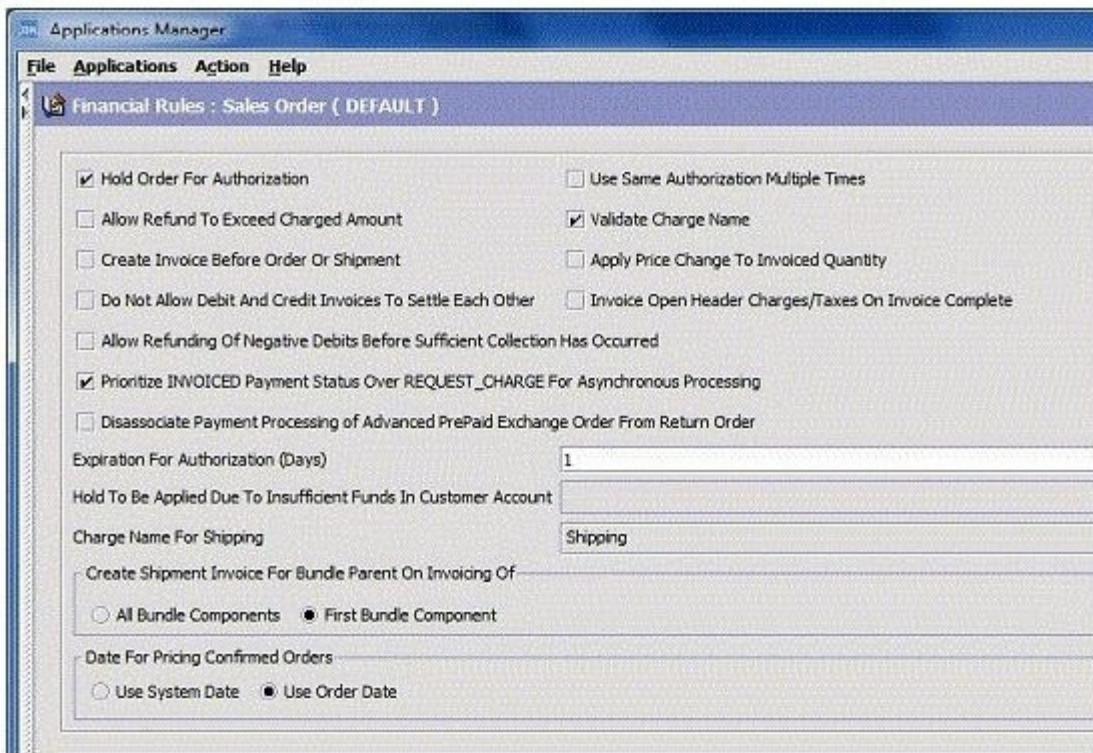 Applications Manager
File Applications Action Help
Financial Rules : Sales Order ( DEFAULT )
Hold Order For Authorization
Use Same Authorization Multiple Times
Allow Refund To Exceed Charged Amount
Validate Charge Name
Create Invoice Before Order Or Shipment
Apply Price Change To Invoiced Quantity
Do Not Allow Debit And Credit Invoices To Settle Each Other
Invoice Open Header Charges/Taxes On Invoice Complete
Allow Refunding Of Negative Debits Before Sufficient Collection Has Occurred
Prioritize INVOICED Payment Status Over REQUEST_CHARGE For Asynchronous Processing
Disassociate Payment Processing of Advanced PrePaid Exchange Order From Return Order
Expiration For Authorization (Days) 1
Hold To Be Applied Due To Insufficient Funds In Customer Account
Charge Name For Shipping Shipping
Create Shipment Invoice For Bundle Parent On Invoicing Of
All Bundle Components First Bundle Component
Date For Pricing Confirmed Orders
Use System Date Use Order Date